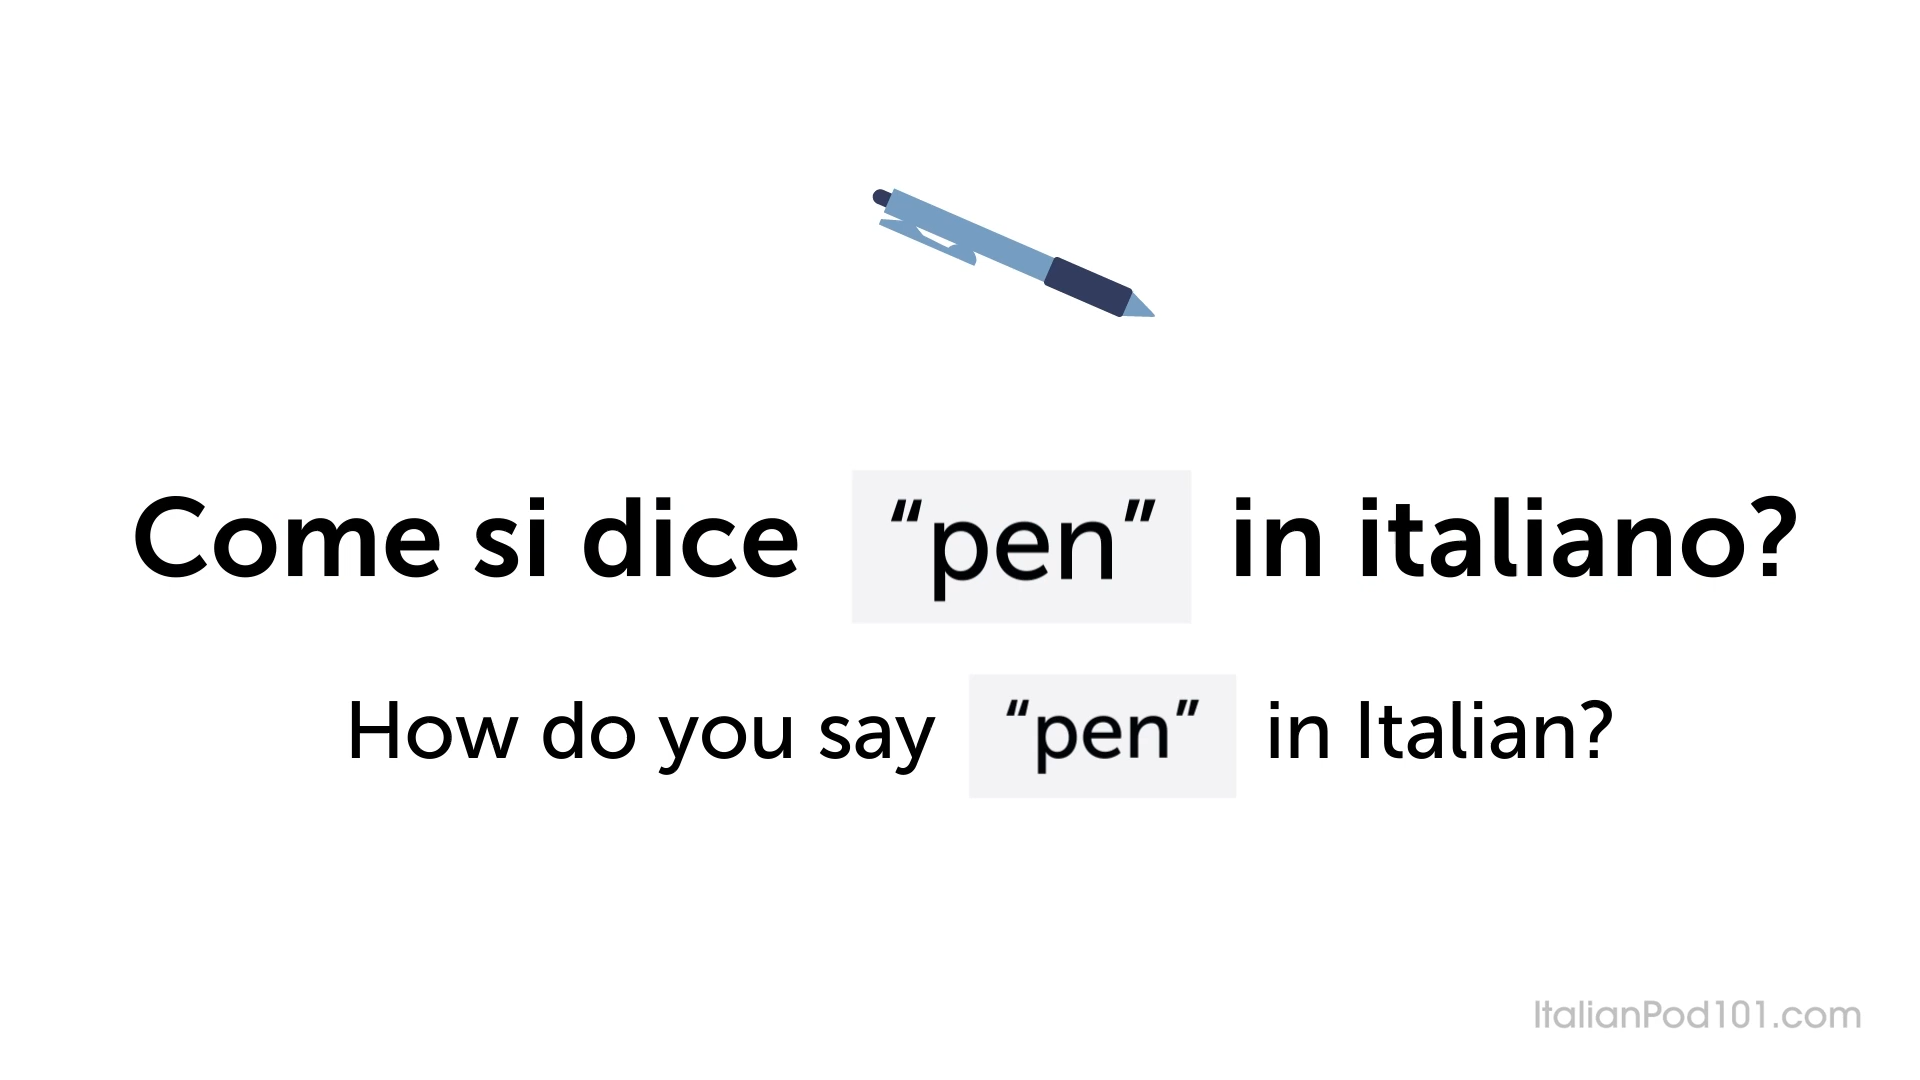 Come si dice “pen” in italiano?
How do you say “pen” in Italian?
ItalianPod101.com